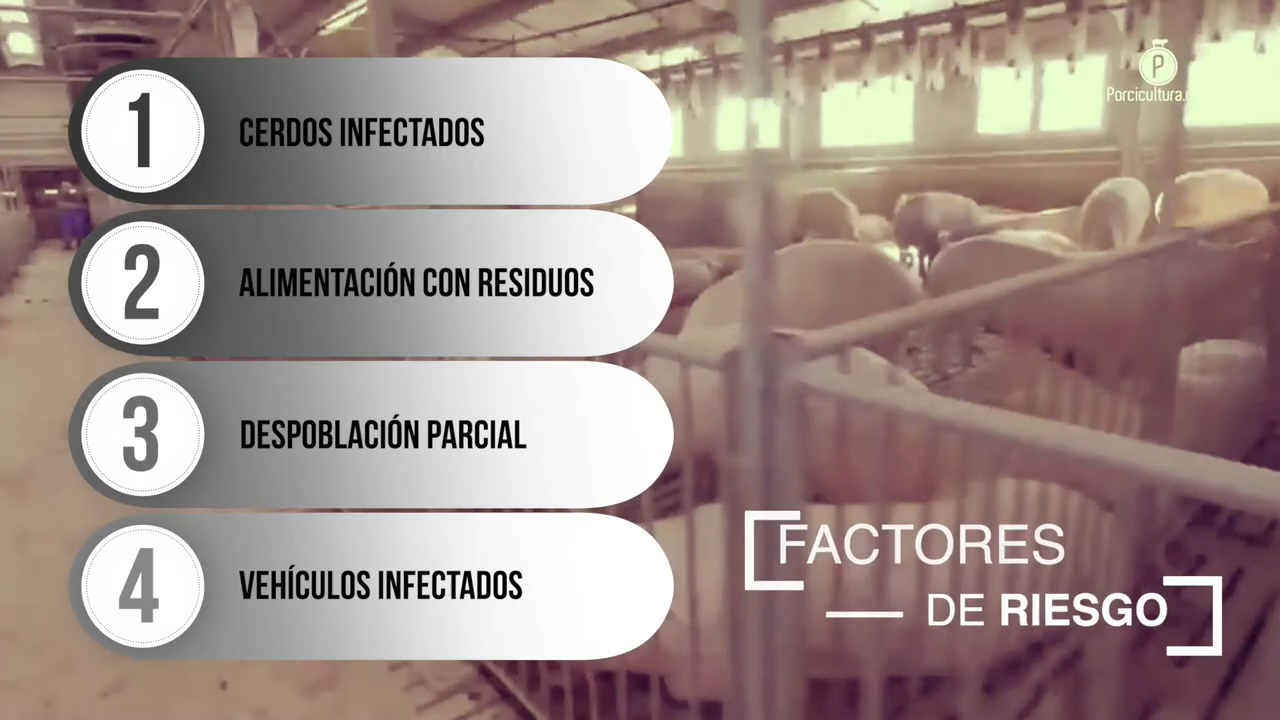 1
CERDOS INFECTADOS
2
ALIMENTACIÓN CON RESIDUOS
3
DESPOBLACIÓN PARCIAL
4
VEHÍCULOS INFECTADOS
P
FACTORES
DE RIESGO